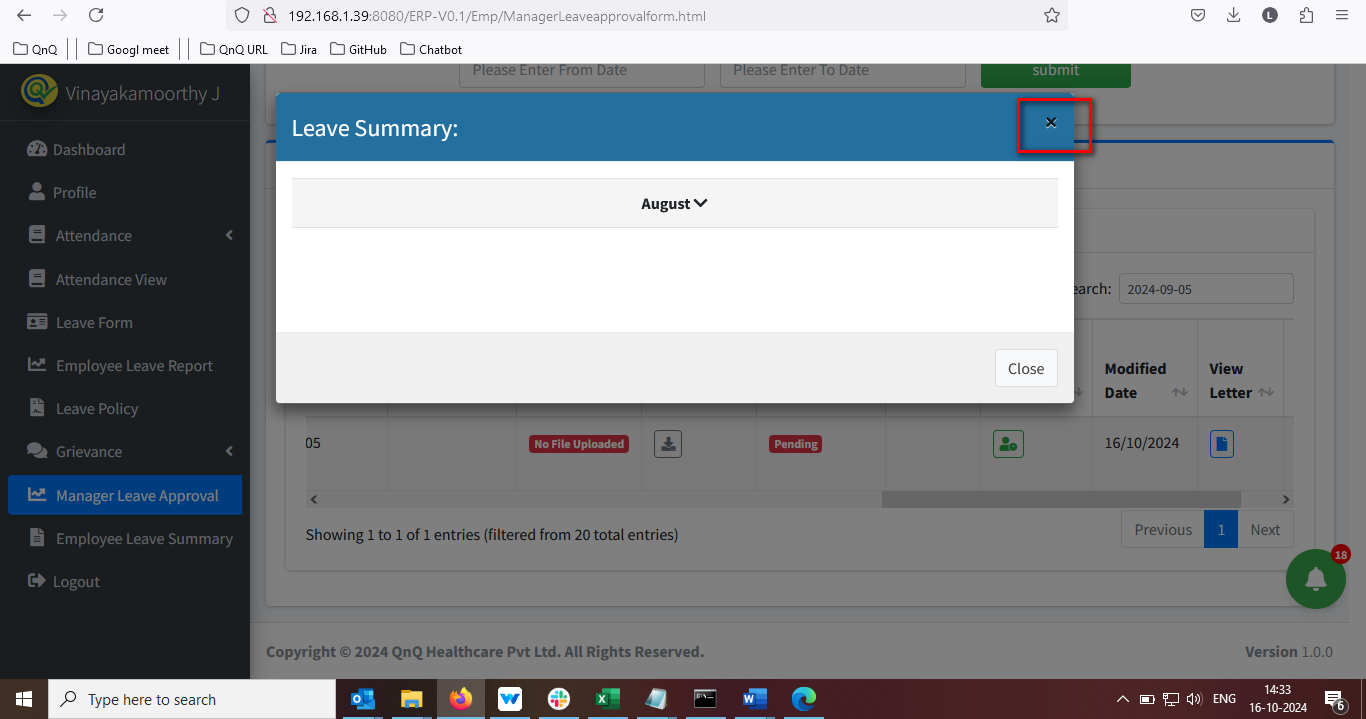 192.168.1.39:8080/ERP-V0.1/Emp/ManagerLeaveapprovalform.html
L
QnQ
Googl meet
QnQ URL
Jira
GitHub
Chatbot
Vinayakamoorthy J
Please Enter From Date
Please Enter To Date
submit
Leave Summary:
×
August
Close
Dashboard
Profile
Attendance
Attendance View
Leave Form
Employee Leave Report
Leave Policy
Grievance
Manager Leave Approval
Employee Leave Summary
Logout
earch:
2024-09-05
Modified
Date
View
Letter
05
No File Uploaded
Pending
16/10/2024
Showing 1 to 1 of 1 entries (filtered from 20 total entries)
Previous
1
Next
18
Copyright © 2024 QnQ Healthcare Pvt Ltd. All Rights Reserved.
Version 1.0.0
Type here to search
ENG
14:33
16-10-2024
6